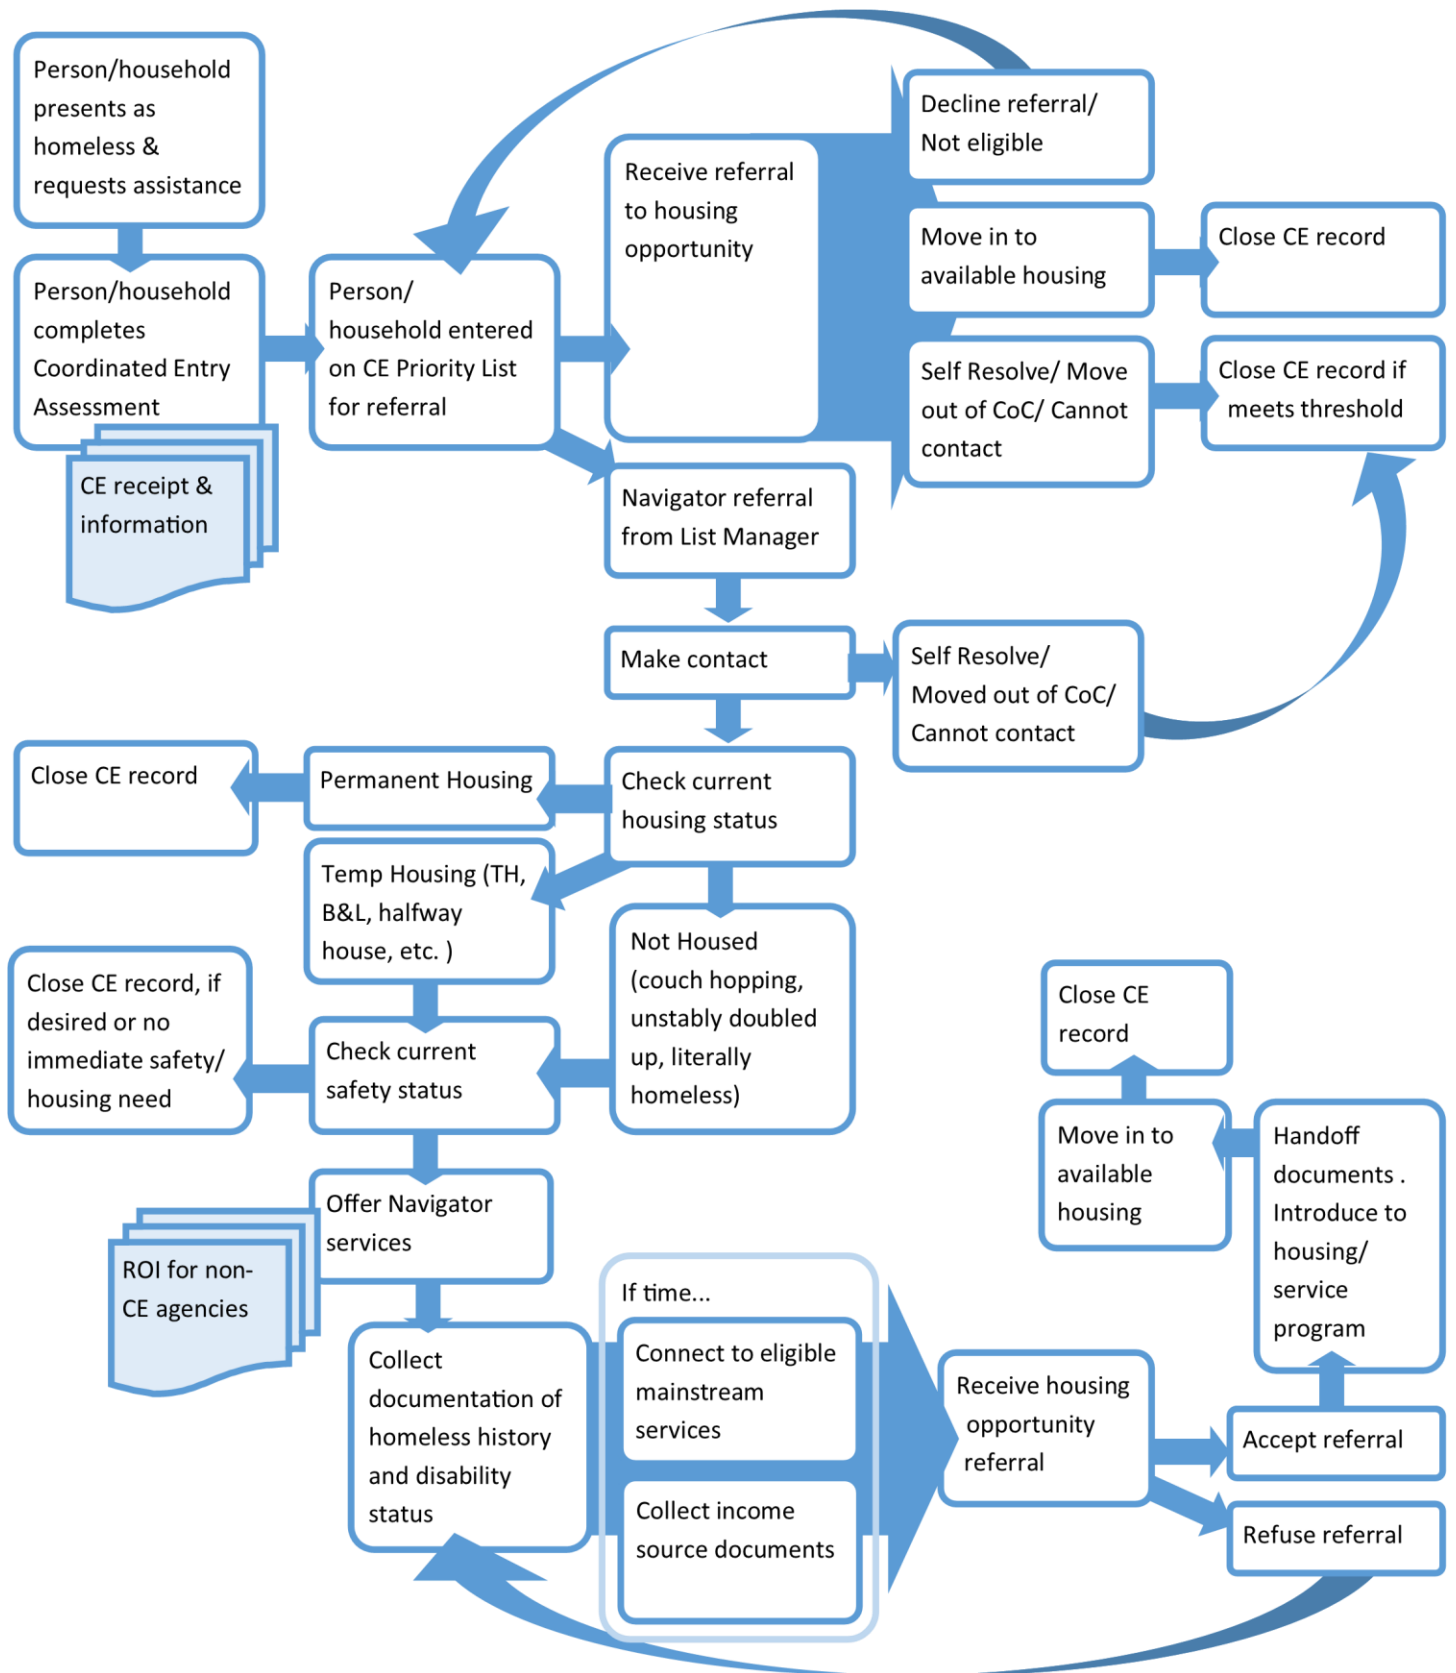 Person/household
presents as
homeless &
requests assistance
Person/household
completes
Coordinated Entry
Assessment
CE receipt &
information
Person/
household entered
on CE Priority List
for referral
Receive referral
to housing
opportunity
Decline referral/
Not eligible
Move in to
available housing
Close CE record
Self Resolve/ Move
out of CoC/ Cannot
contact
Close CE record if
meets threshold
Navigator referral
from List Manager
Make contact
Self Resolve/
Moved out of CoC/
Cannot contact
Check current
housing status
Permanent Housing
Close CE record
Temp Housing (TH,
B&L, halfway
house, etc. )
Not Housed
(couch hopping,
unstably doubled
up, literally
homeless)
Check current
safety status
Close CE record, if
desired or no
immediate safety/
housing need
Offer Navigator
services
ROI for non-
CE agencies
Collect
documentation of
homeless history
and disability
status
If time...
Connect to eligible
mainstream
services
Collect income
source documents
Receive housing
opportunity
referral
Accept referral
Refuse referral
Handoff
documents .
Introduce to
housing/
service
program
Move in to
available
housing
Close CE
record